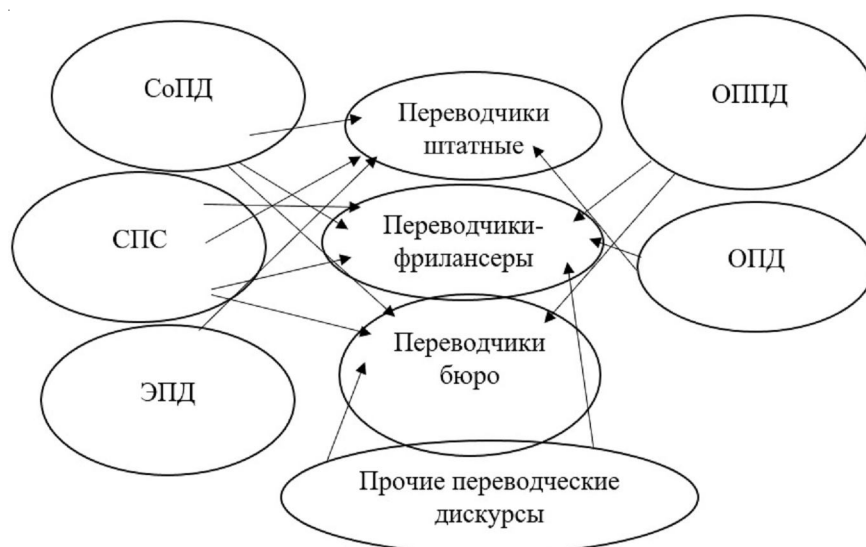 СоПД
Переводчики
штатные
ОППД
СПС
Переводчики-
фрилансеры
ОПД
ЭПД
Переводчики
бюро
Прочие переводческие
дискурсы